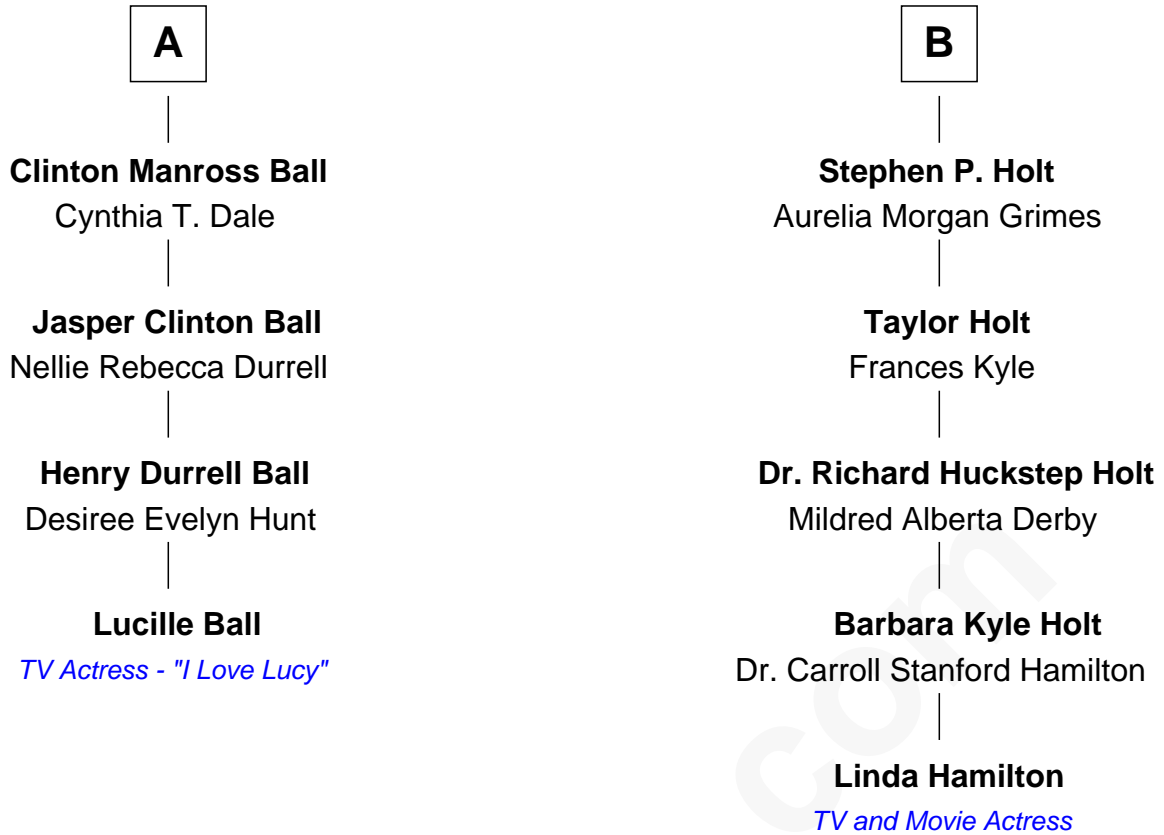 A
Clinton Manross Ball
Cynthia T. Dale
Jasper Clinton Ball
Nellie Rebecca Durrell
Henry Durrell Ball
Desiree Evelyn Hunt
Lucille Ball
TV Actress - "I Love Lucy"
B
Stephen P. Holt
Aurelia Morgan Grimes
Taylor Holt
Frances Kyle
Dr. Richard Huckstep Holt
Mildred Alberta Derby
Barbara Kyle Holt
Dr. Carroll Stanford Hamilton
Linda Hamilton
TV and Movie Actress
com